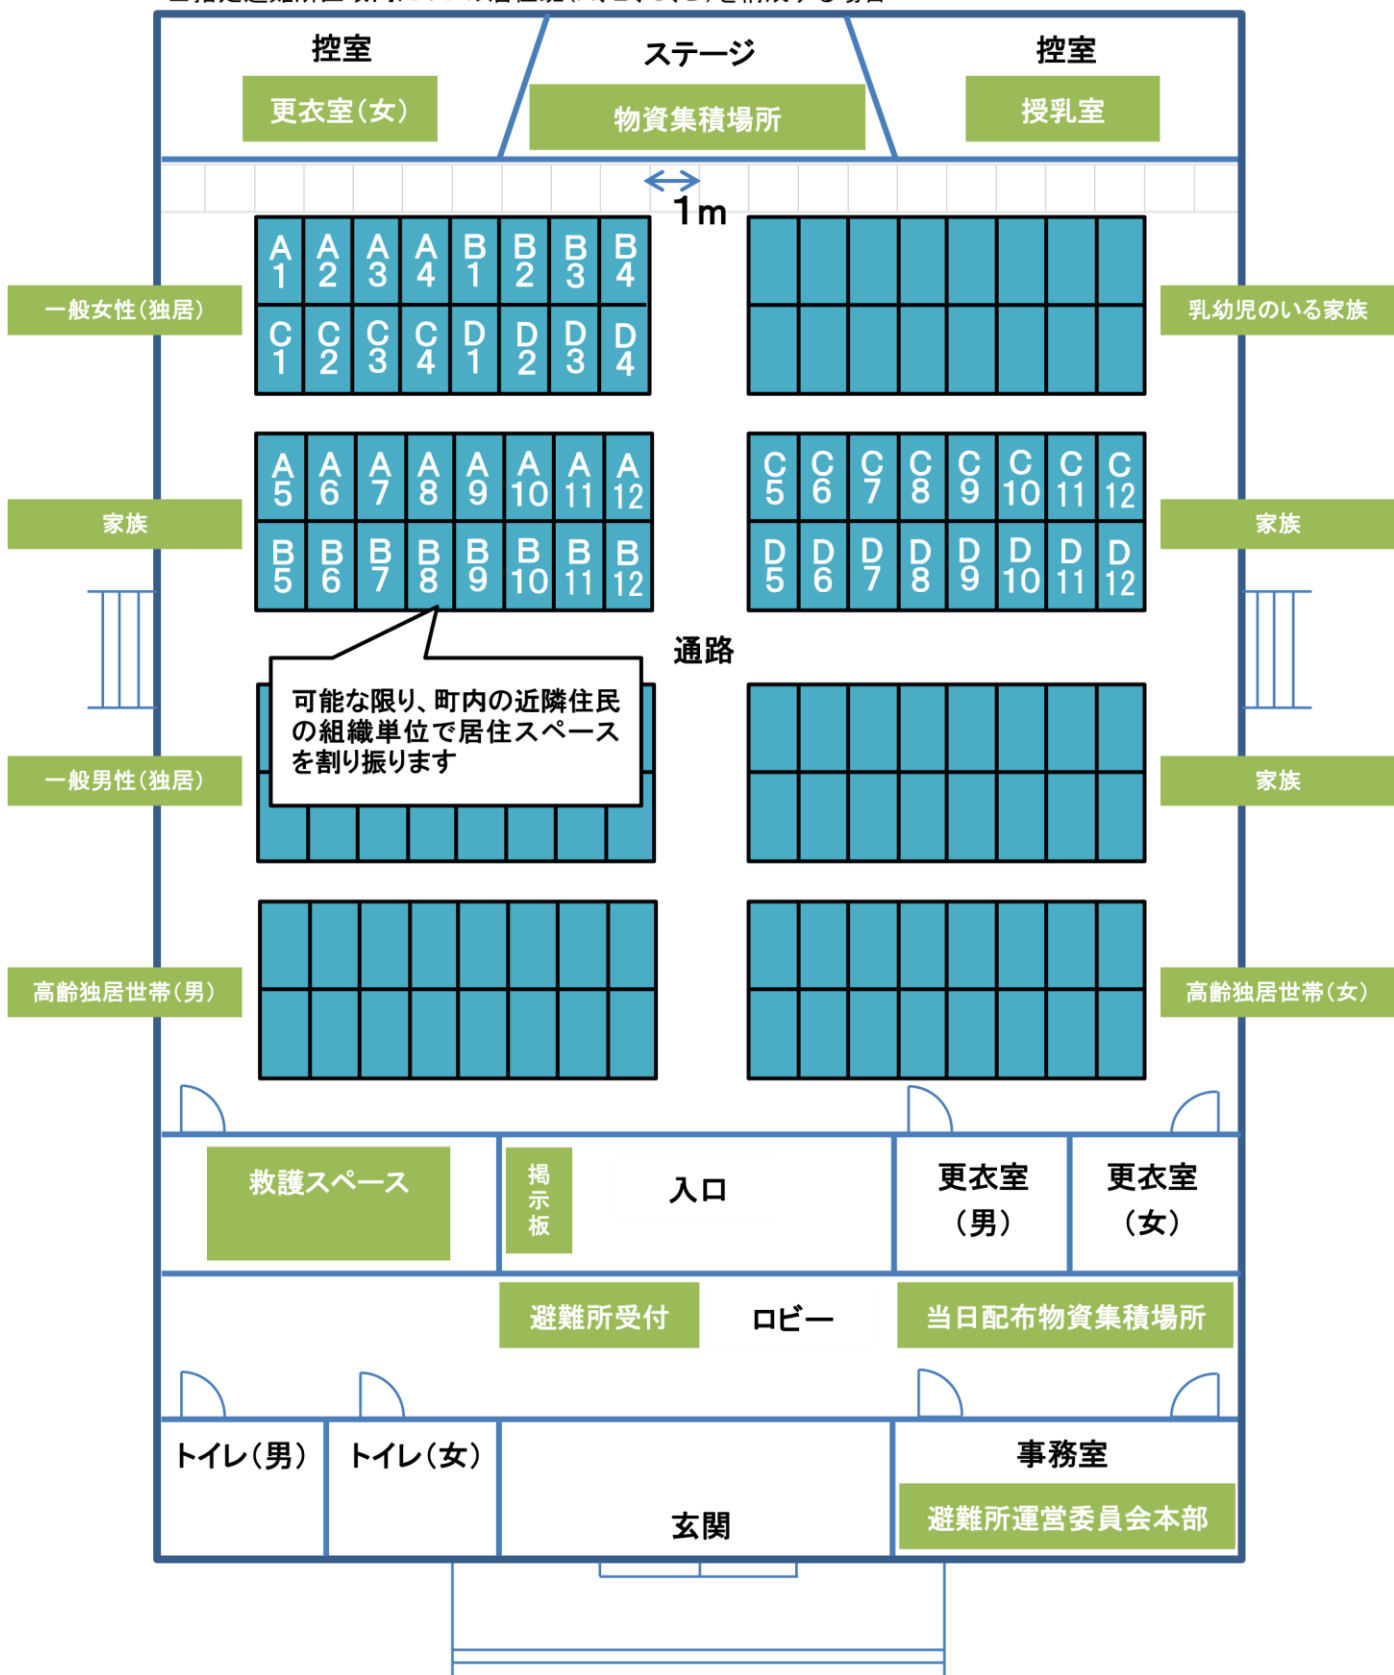 控室
ステージ
控室
更衣室(女)
物資集積場所
授乳室
1m
A1 A2 A3 A4 B1 B2 B3 B4
一般女性(独居)
乳幼児のいる家族
C1 C2 C3 C4 D1 D2 D3 D4
A5 A6 A7 A8 A9 A10 A11 A12
C5 C6 C7 C8 C9 C10 C11 C12
家族
家族
B5 B6 B7 B8 B9 B10 B11 B12
D5 D6 D7 D8 D9 D10 D11 D12
通路
可能な限り、町内の近隣住民
の組織単位で居住スペース
を割り振ります
一般男性(独居)
家族
高齢独居世帯(男)
高齢独居世帯(女)
救護スペース
掲示板
入口
更衣室
(男)
更衣室
(女)
避難所受付
ロビー
当日配布物資集積場所
トイレ(男)
トイレ(女)
事務室
玄関
避難所運営委員会本部